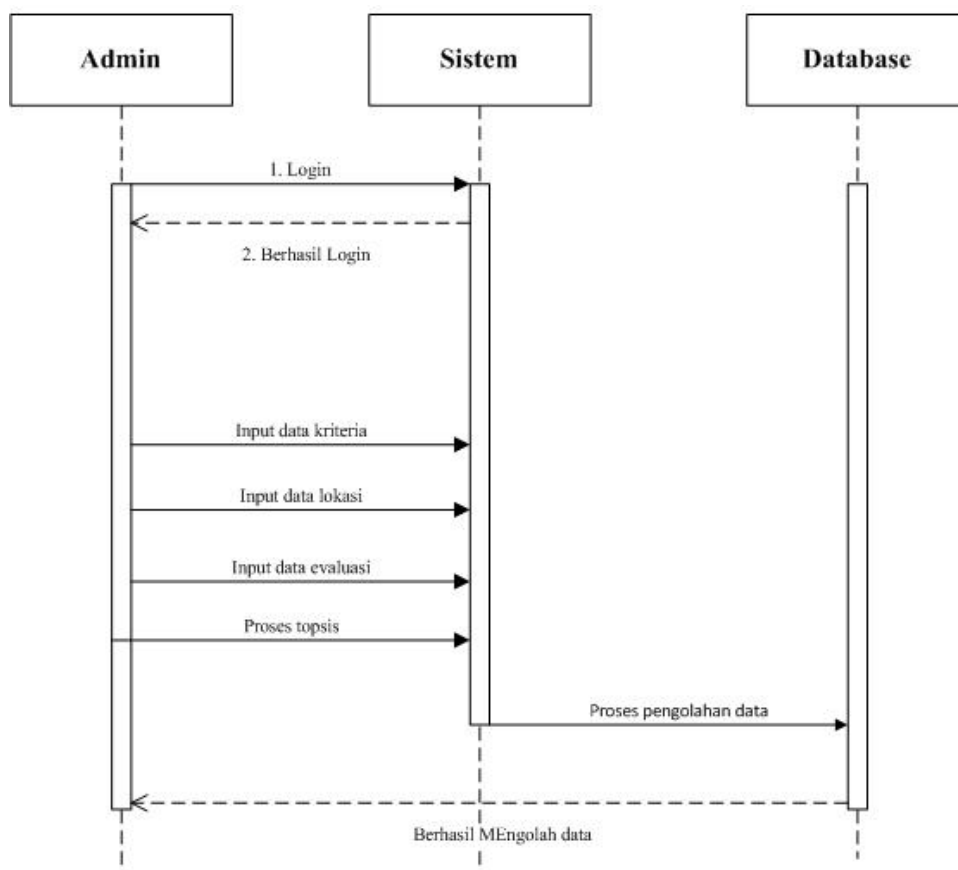 Admin
Sistem
Database
1. Login
2. Berhasil Login
Input data kriteria
Input data lokasi
Input data evaluasi
Proses topsis
Proses pengolahan data
Berhasil MEngolah data